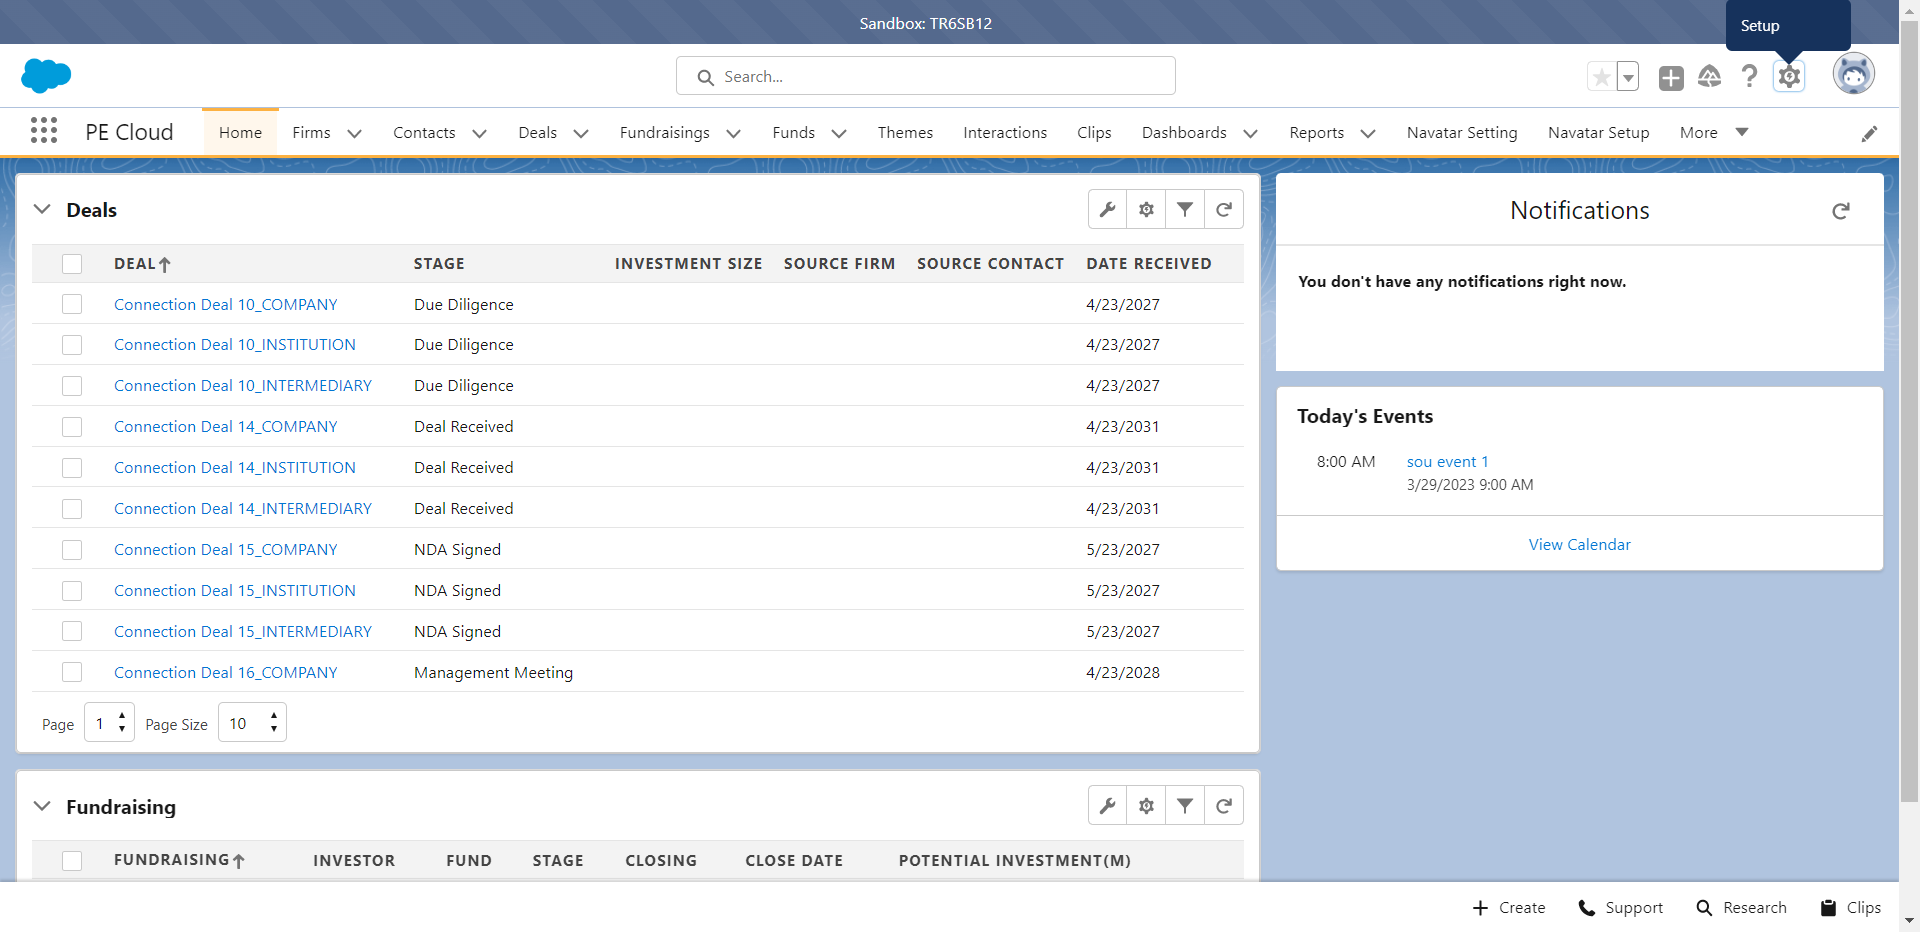 Sandbox: TR6SB12
Setup
Search...
PE Cloud
Home
Firms
Contacts
Deals
Fundraisings
Funds
Themes
Interactions
Clips
Dashboards
Reports
Navatar Setting
Navatar Setup
More
Deals
DEAL STAGE INVESTMENT SIZE SOURCE FIRM SOURCE CONTACT DATE RECEIVED
Connection Deal 10_COMPANY Due Diligence 4/23/2027
Connection Deal 10_INSTITUTION Due Diligence 4/23/2027
Connection Deal 10_INTERMEDIARY Due Diligence 4/23/2027
Connection Deal 14_COMPANY Deal Received 4/23/2031
Connection Deal 14_INSTITUTION Deal Received 4/23/2031
Connection Deal 14_INTERMEDIARY Deal Received 4/23/2031
Connection Deal 15_COMPANY NDA Signed 5/23/2027
Connection Deal 15_INSTITUTION NDA Signed 5/23/2027
Connection Deal 15_INTERMEDIARY NDA Signed 5/23/2027
Connection Deal 16_COMPANY Management Meeting 4/23/2028
Page 1 Page Size 10
Notifications
You don't have any notifications right now.
Today's Events
8:00 AM sou event 1
3/29/2023 9:00 AM
View Calendar
Fundraising
FUNDRAISING INVESTOR FUND STAGE CLOSING CLOSE DATE POTENTIAL INVESTMENT(M)
Create
Support
Research
Clips